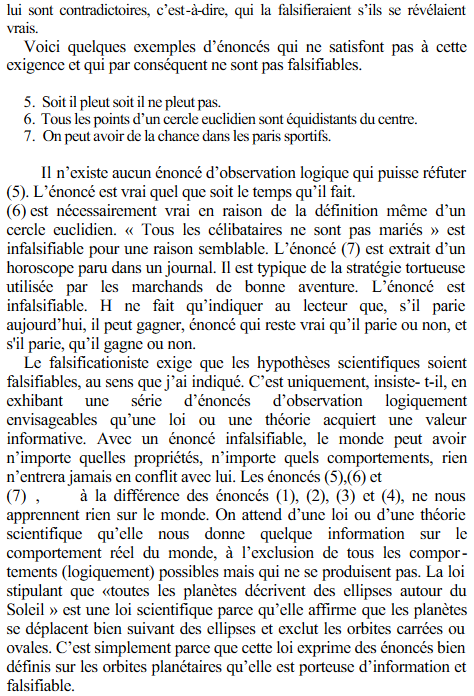 lui sont contradictoires, c'est-à-dire, qui la falsifieraient s'ils se révélaient
vrais.
Voici quelques exemples d'énoncés qui ne satisfont pas à cette
exigence et qui par conséquent ne sont pas falsifiables.
5. Soit il pleut soit il ne pleut pas.
6. Tous les points d'un cercle euclidien sont équidistants du centre.
7. On peut avoir de la chance dans les paris sportifs.
Il n'existe aucun énoncé d'observation logique qui puisse réfuter
(5). L'énoncé est vrai quel que soit le temps qu'il fait.
(6) est nécessairement vrai en raison de la définition même d'un
cercle euclidien. « Tous les célibataires ne sont pas mariés » est
infalsifiable pour une raison semblable. L'énoncé (7) est extrait d'un
horoscope paru dans un journal. Il est typique de la stratégie tortueuse
utilisée par les marchands de bonne aventure. L'énoncé est
infalsifiable. H ne fait qu'indiquer au lecteur que, s'il parie
aujourd'hui, il peut gagner, énoncé qui reste vrai qu'il parie ou non, et
s'il parie, qu'il gagne ou non.
Le falsificationiste exige que les hypothèses scientifiques soient
falsifiables, au sens que j'ai indiqué. C'est uniquement, insiste- t-il, en
exhibant une série d'énoncés d'observation logiquement
envisageables qu'une loi ou une théorie acquiert une valeur
informative. Avec un énoncé infalsifiable, le monde peut avoir
n'importe quelles propriétés, n'importe quels comportements, rien
n'entrera jamais en conflit avec lui. Les énoncés (5),(6) et
(7) , à la différence des énoncés (1), (2), (3) et (4), ne nous
apprennent rien sur le monde. On attend d'une loi ou d'une théorie
scientifique qu'elle nous donne quelque information sur le
comportement réel du monde, à l'exclusion de tous les compor-
tements (logiquement) possibles mais qui ne se produisent pas. La loi
stipulant que «toutes les planètes décrivent des ellipses autour du
Soleil » est une loi scientifique parce qu'elle affirme que les planètes
se déplacent bien suivant des ellipses et exclut les orbites carrées ou
ovales. C'est simplement parce que cette loi exprime des énoncés bien
définis sur les orbites planétaires qu'elle est porteuse d'information et
falsifiable.